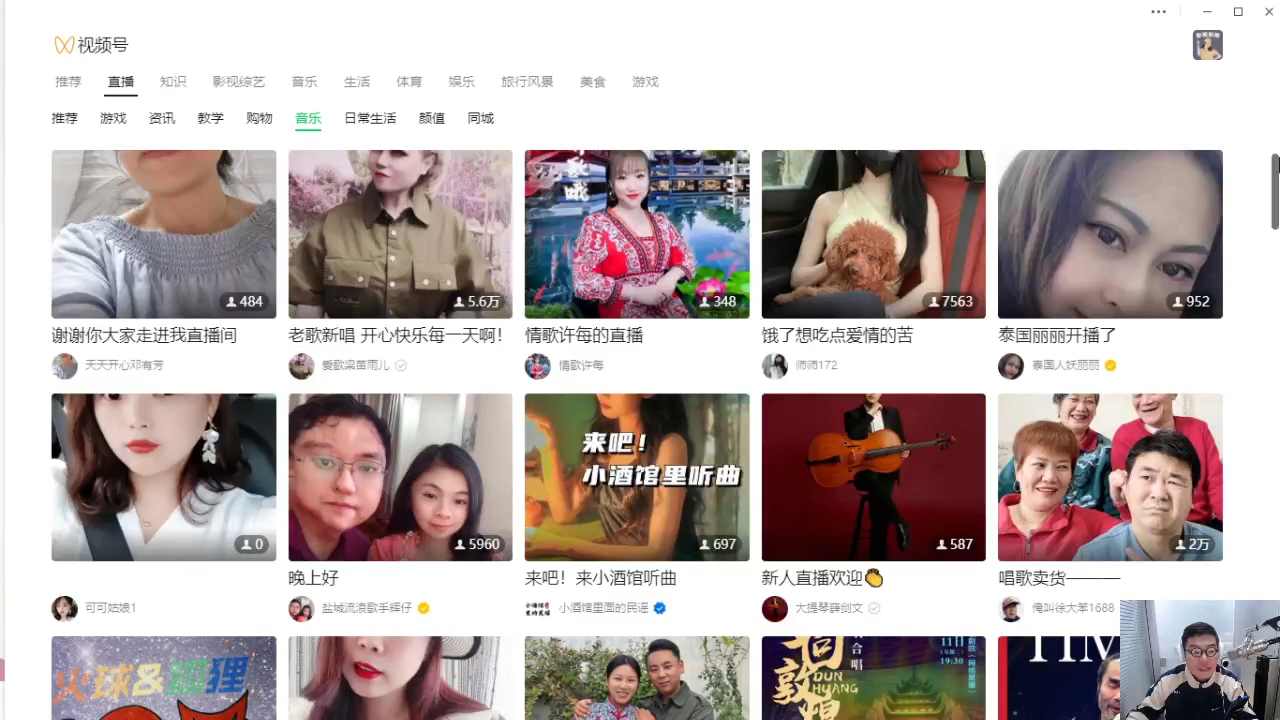 视频号
推荐 直播 知识 影视综艺 音乐 生活 体育 娱乐 旅行风景 美食 游戏
推荐 游戏 资讯 教学 购物 音乐 日常生活 颜值 同城
484 5.6万 348 7563 952
谢谢你大家走进我直播间 老歌新唱 开心快乐每一天啊! 情歌许每的直播 饿了想吃点爱情的苦 泰国丽丽开播了
天天开心邓有芳 爱歌梁苗雨儿 情歌许每 师师172 泰国人妖丽丽
来吧!
小酒馆里听曲
0 5960 697 587 2万
晚上好 来吧!来小酒馆听曲 新人直播欢迎👏 唱歌卖货————
可可姑娘1 盐城流浪歌手辉仔 小酒馆里面的民谣 大提琴薛剑文 俺叫徐大笨1688
火球&狐狸
回敦煌
合唱
DUN
HUANG
19:30